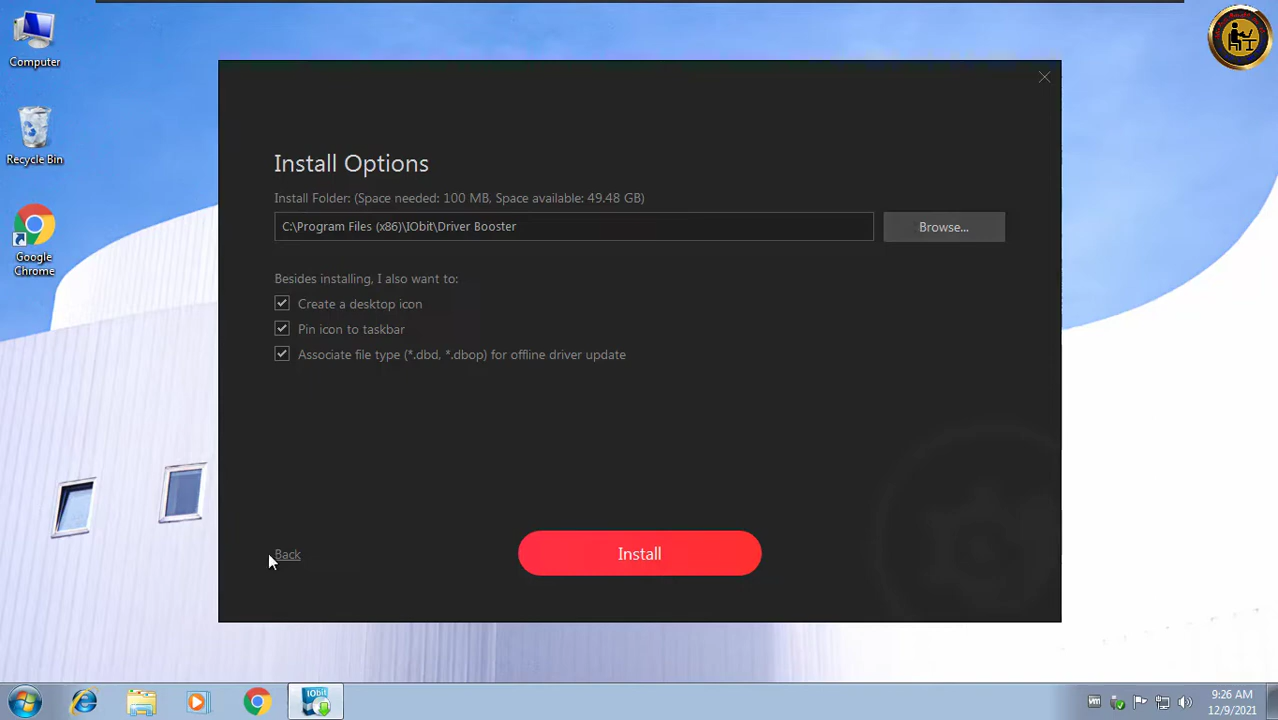 Computer
Recycle Bin
Google
Chrome
Install Options
Install Folder: (Space needed: 100 MB, Space available: 49.48 GB)
C:\Program Files (x86)\IObit\Driver Booster
Browse...
Besides installing, I also want to:
Create a desktop icon
Pin icon to taskbar
Associate file type (*.dbd, *.dbop) for offline driver update
Back
Install
IObit
vm
9:26 AM
12/9/2021